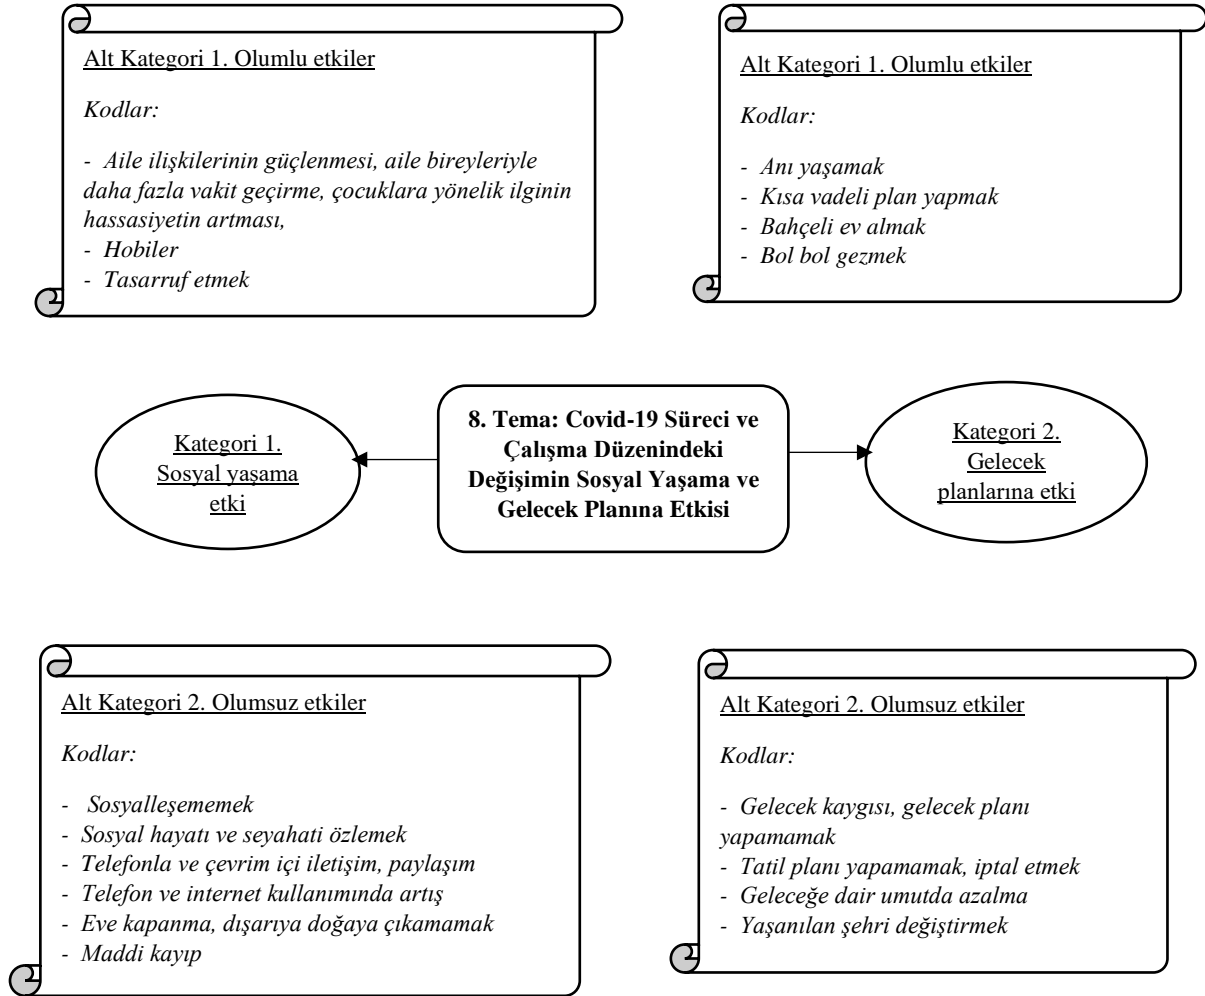 Alt Kategori 1. Olumlu etkiler
Kodlar:
- Aile ilişkilerinin güçlenmesi, aile bireyleriyle
daha fazla vakit geçirme, çocuklara yönelik ilginin
hassasiyetin artması,
- Hobiler
- Tasarruf etmek
Alt Kategori 1. Olumlu etkiler
Kodlar:
- Anı yaşamak
- Kısa vadeli plan yapmak
- Bahçeli ev almak
- Bol bol gezmek
Kategori 1.
Sosyal yaşama
etki
8. Tema: Covid-19 Süreci ve
Çalışma Düzenindeki
Değişimin Sosyal Yaşama ve
Gelecek Planına Etkisi
Kategori 2.
Gelecek
planlarına etki
Alt Kategori 2. Olumsuz etkiler
Kodlar:
- Sosyalleşememek
- Sosyal hayatı ve seyahati özlemek
- Telefonla ve çevrim içi iletişim, paylaşım
- Telefon ve internet kullanımında artış
- Eve kapanma, dışarıya doğaya çıkamamak
- Maddi kayıp
Alt Kategori 2. Olumsuz etkiler
Kodlar:
- Gelecek kaygısı, gelecek planı
yapamamak
- Tatil planı yapamamak, iptal etmek
- Geleceğe dair umutda azalma
- Yaşanılan şehri değiştirmek